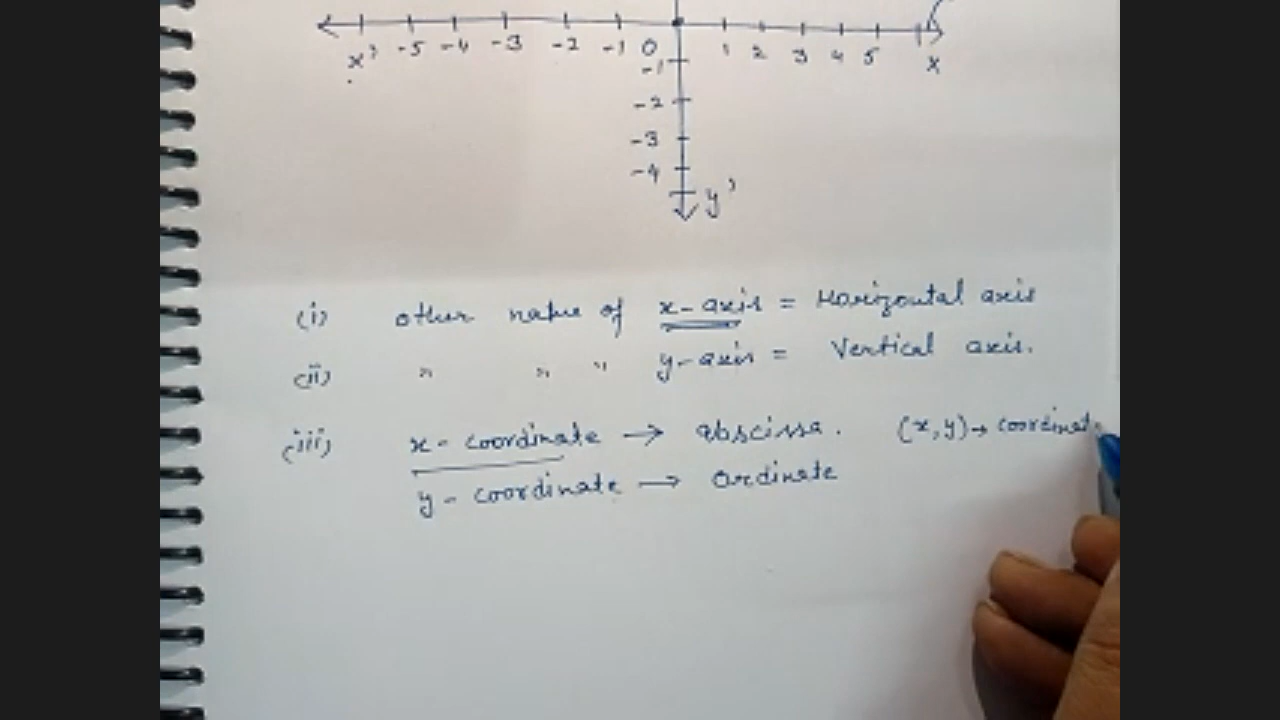 x' -5 -4 -3 -2 -1 0 1 2 3 4 5 x
-1
-2
-3
-4
y'
(i) other name of x-axis = Horizontal axis
(ii) " " " y-axis = Vertical axis.
(iii) x-coordinate → abscissa. (x,y) → coordinate
y-coordinate → ordinate